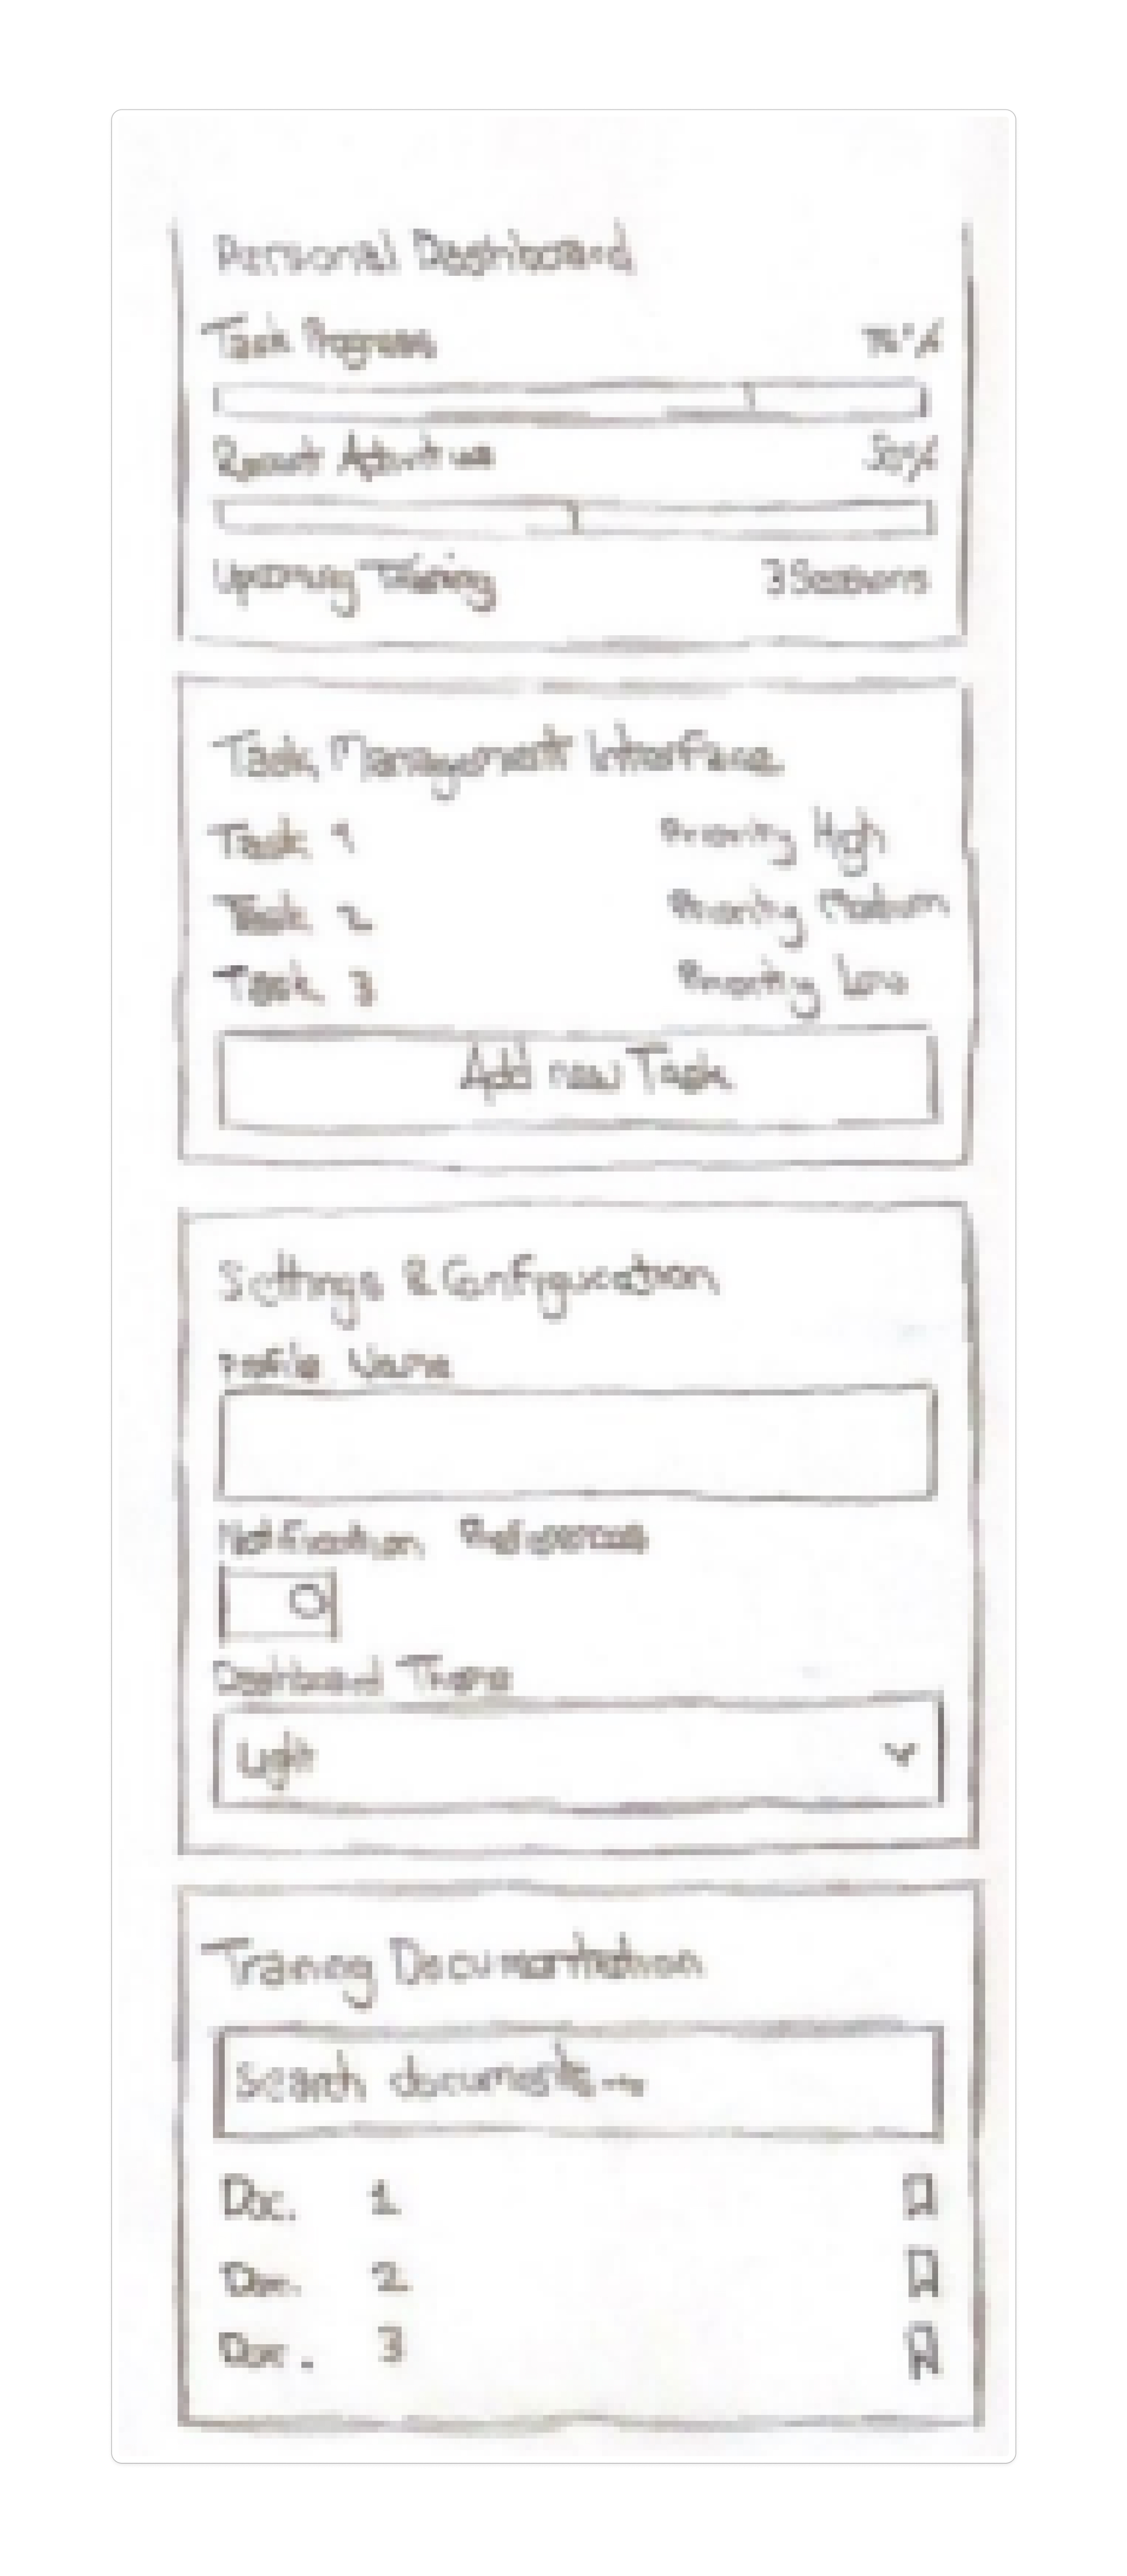 Personal Dashboard
Task Progress
Recent Activities 50%
Upcoming Training 3 Sessions
Task Management Interface
Task 1 Priority High
Task 2 Priority Medium
Task 3 Priority Low
Add new Task
Settings & Configuration
Profile Name
Notification Preferences
Dashboard Theme
Light
Training Documentation
Search documents...
Doc. 1
Doc. 2
Doc. 3